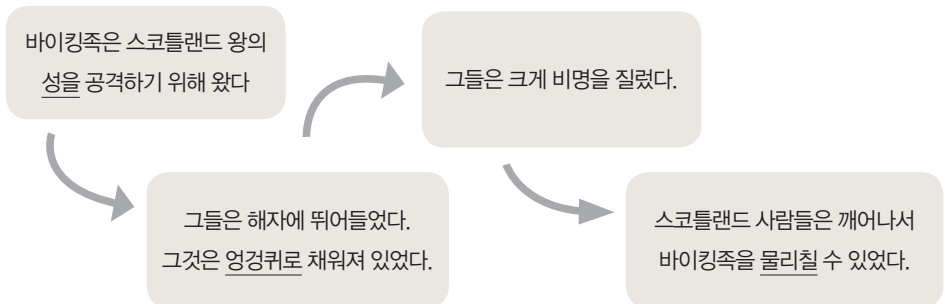 바이킹족은 스코틀랜드 왕의
성을 공격하기 위해 왔다
그들은 해자에 뛰어들었다.
그것은 엉겅퀴로 채워져 있었다.
그들은 크게 비명을 질렀다.
스코틀랜드 사람들은 깨어나서
바이킹족을 물리칠 수 있었다.